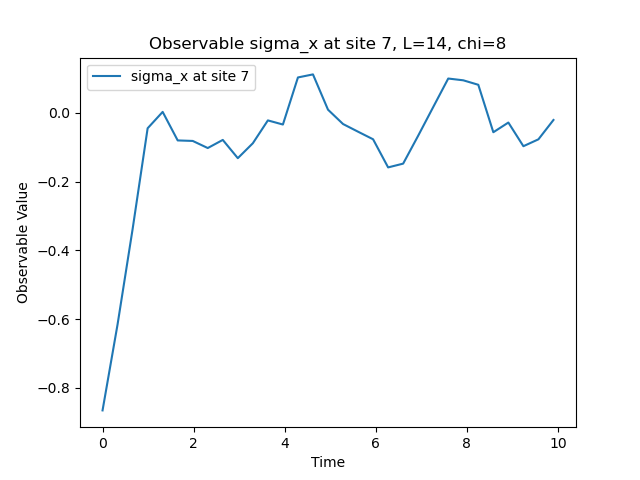 Observable sigma_x at site 7, L=14, chi=8
sigma_x at site 7
0.0
−0.2
−0.4
−0.6
−0.8
Observable Value
0
2
4
6
8
10
Time